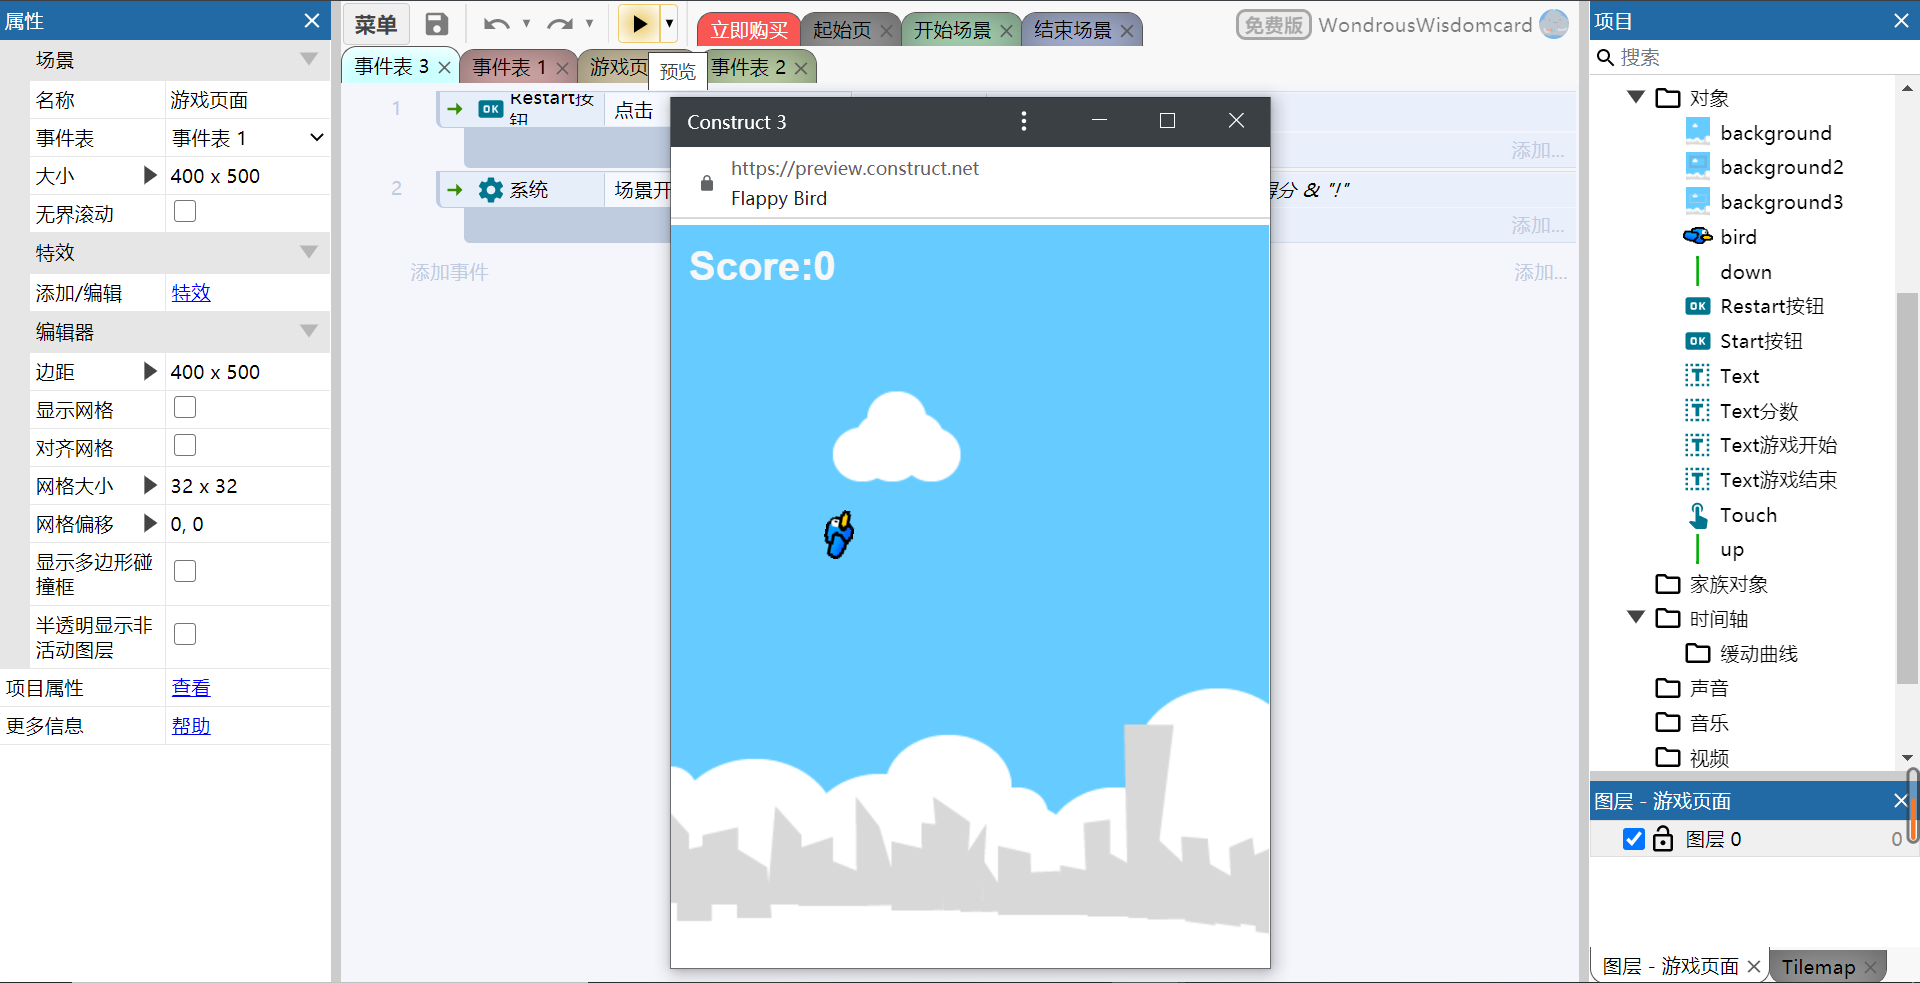 属性
场景
名称 游戏页面
事件表 事件表 1
大小 400 x 500
无界滚动
特效
添加/编辑 特效
编辑器
边距 400 x 500
显示网格
对齐网格
网格大小 32 x 32
网格偏移 0, 0
显示多边形碰
撞框
半透明显示非
活动图层
项目属性 查看
更多信息 帮助
菜单
立即购买 起始页 开始场景 结束场景
免费版 WondrousWisdomcard
事件表 3 事件表 1 游戏页 事件表 2
预览
1 OK Restart按
钮 点击
添加...
2 系统 场景开
得分 & "!"
添加...
添加事件 添加...
Construct 3
https://preview.construct.net
Flappy Bird
Score:0
项目
搜索
对象
background
background2
background3
bird
down
OK Restart按钮
OK Start按钮
T Text
T Text分数
T Text游戏开始
T Text游戏结束
Touch
up
家族对象
时间轴
缓动曲线
声音
音乐
视频
图层 - 游戏页面
图层 0 0
图层 - 游戏页面 Tilemap